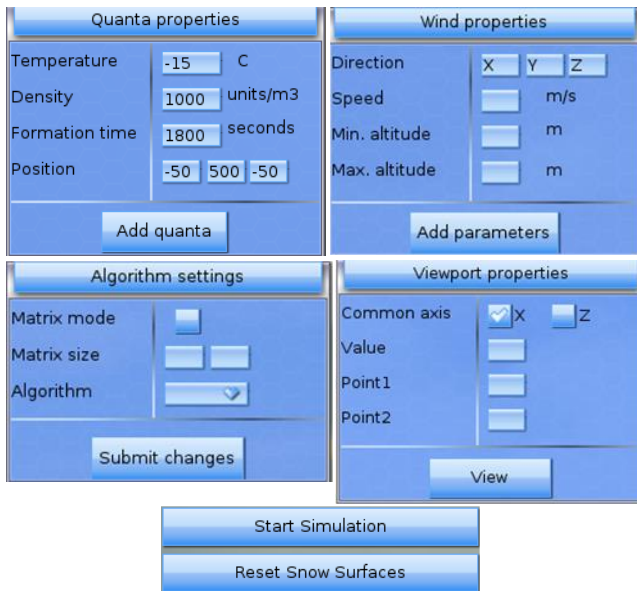 Quanta properties
Temperature -15 C
Density 1000 units/m3
Formation time 1800 seconds
Position -50 500 -50
Add quanta
Wind properties
Direction X Y Z
Speed m/s
Min. altitude m
Max. altitude m
Add parameters
Algorithm settings
Matrix mode
Matrix size
Algorithm
Submit changes
Viewport properties
Common axis X Z
Value
Point1
Point2
View
Start Simulation
Reset Snow Surfaces